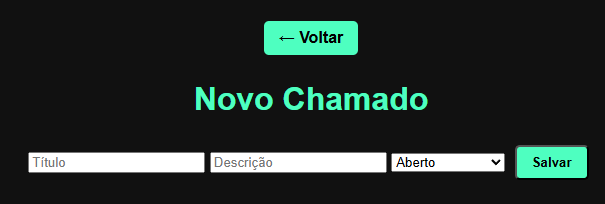 ← Voltar
Novo Chamado
Título Descrição Aberto Salvar